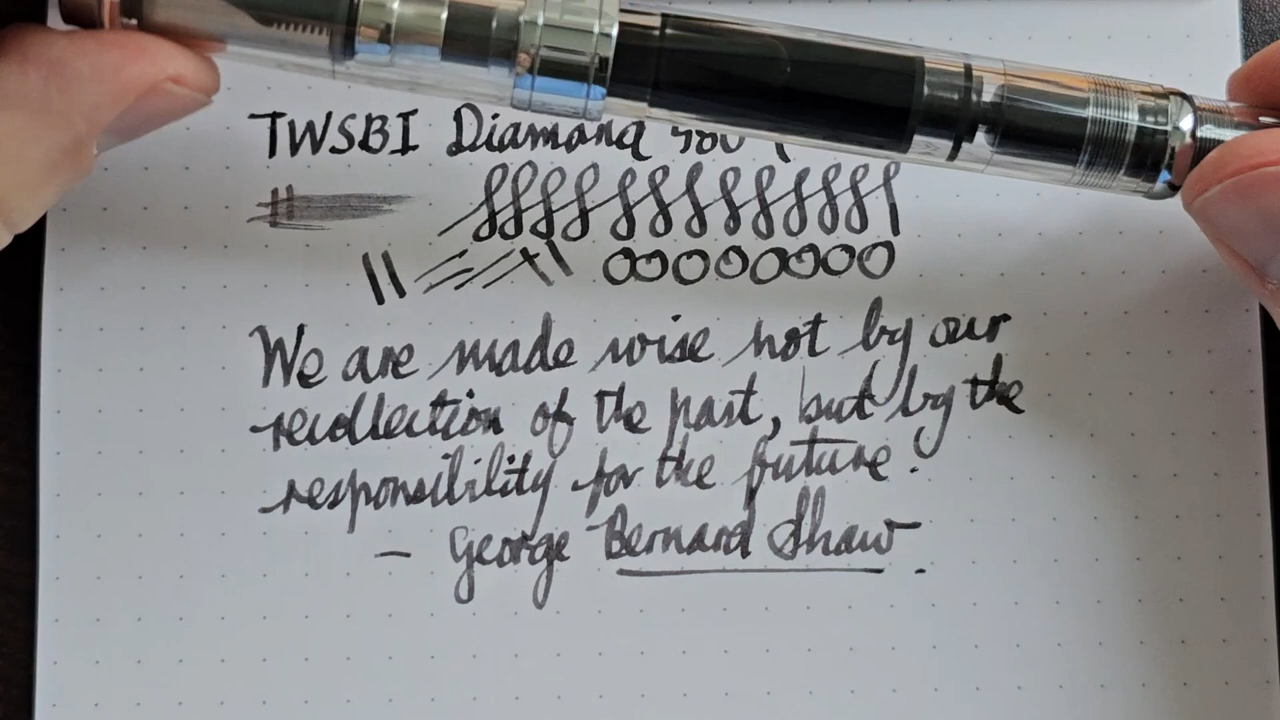 TWSBI Diamond
We are made wise not by our
recollection of the past, but by the
responsibility for the future.
- George Bernard Shaw.